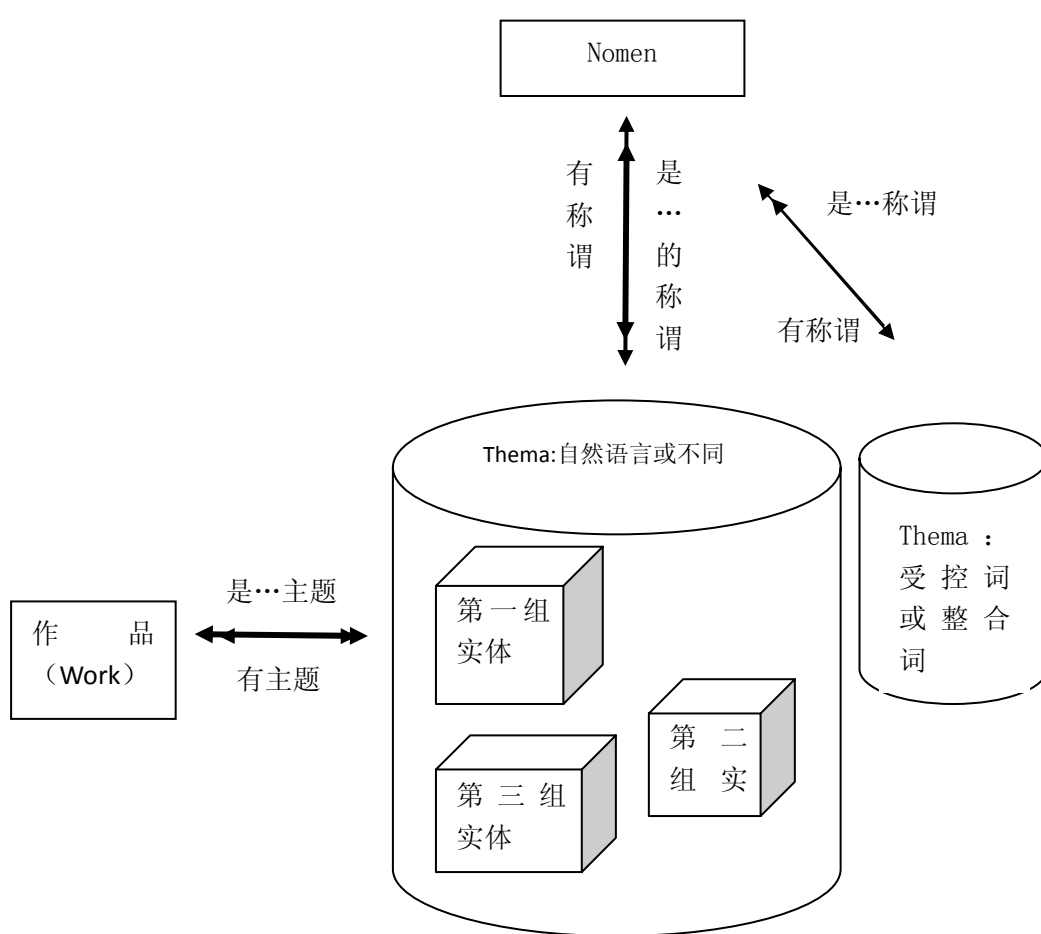 Nomen
有称谓
是…的称谓
是…称谓
有称谓
Thema:自然语言或不同
Thema :
受控词
或整合
词
是…主题
有主题
作 品
（Work）
第一组
实体
第二
组实
第三组
实体